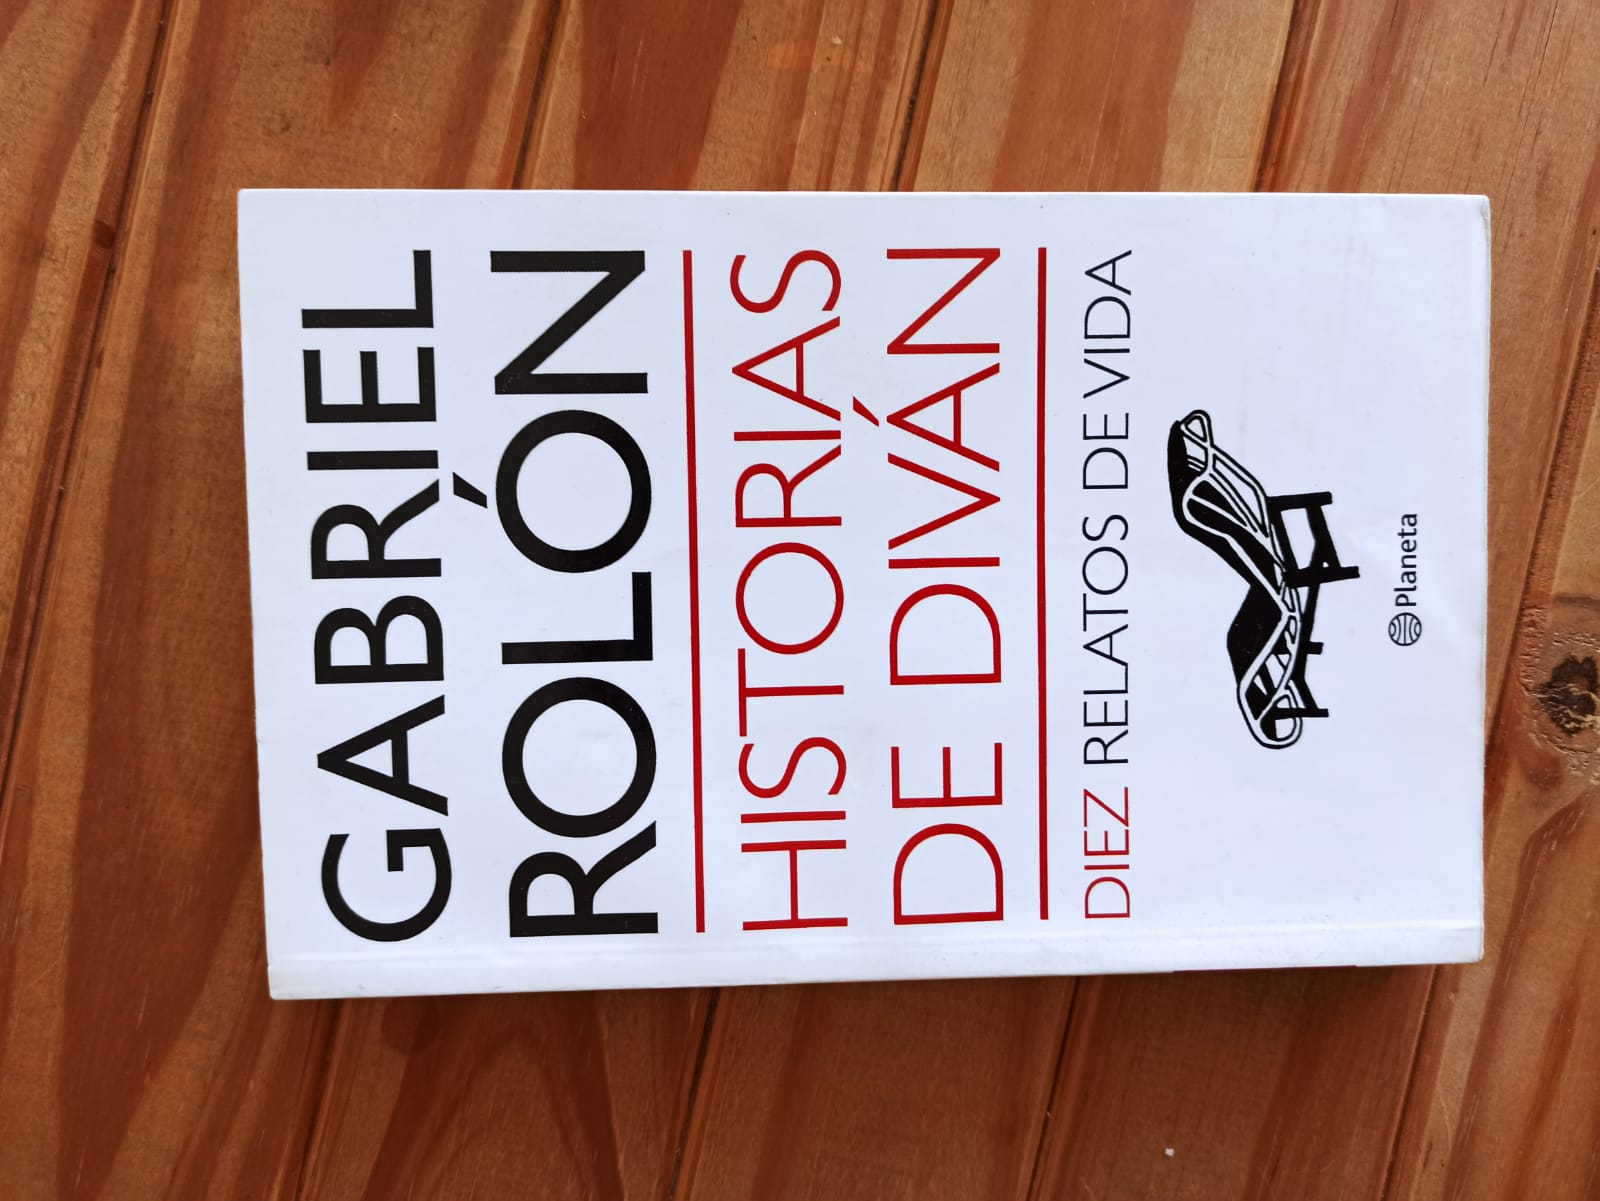 GABRIEL
ROLÓN
HISTORIAS
DE DIVÁN
DIEZ RELATOS DE VIDA
Planeta